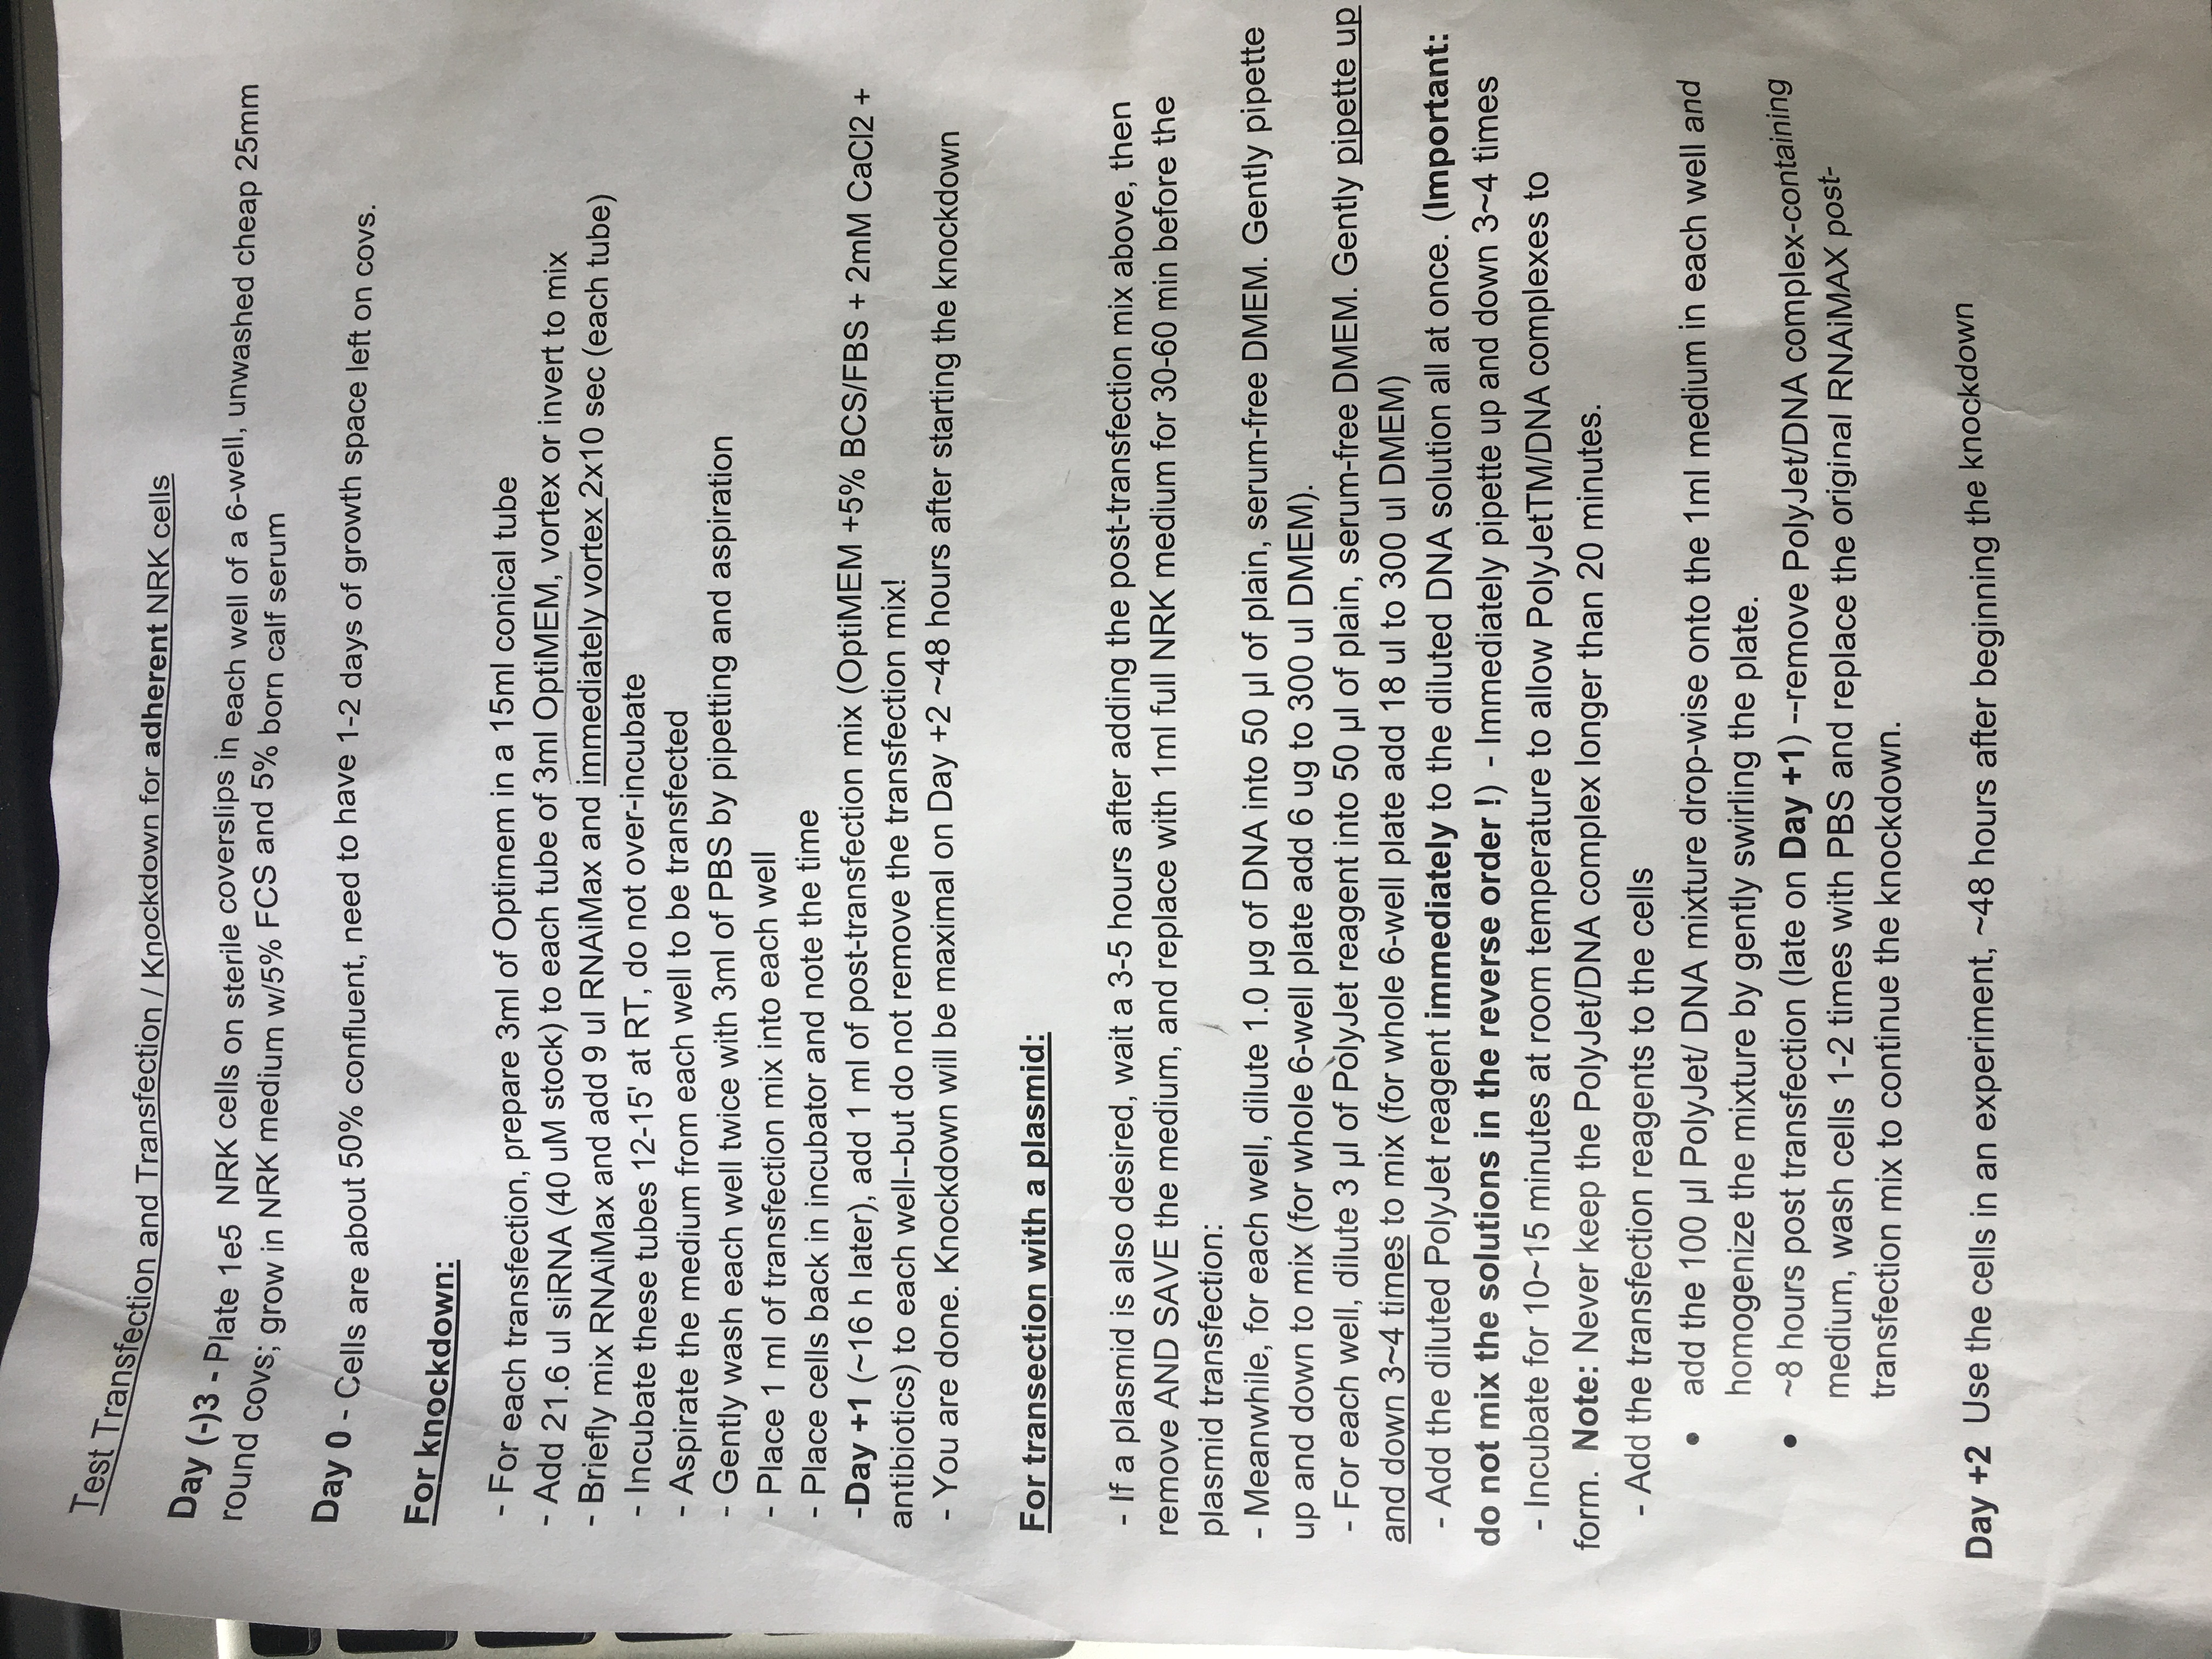 Test Transfection and Transfection / Knockdown for adherent NRK cells
Day (-)3 - Plate 1e5 NRK cells on sterile coverslips in each well of a 6-well, unwashed cheap 25mm
round covs; grow in NRK medium w/5% FCS and 5% born calf serum
Day 0 - Cells are about 50% confluent, need to have 1-2 days of growth space left on covs.
For knockdown:
- For each transfection, prepare 3ml of Optimem in a 15ml conical tube
- Add 21.6 ul siRNA (40 uM stock) to each tube of 3ml OptiMEM, vortex or invert to mix
- Briefly mix RNAiMax and add 9 ul RNAiMax and immediately vortex 2x10 sec (each tube)
- Incubate these tubes 12-15' at RT, do not over-incubate
- Aspirate the medium from each well to be transfected
- Gently wash each well twice with 3ml of PBS by pipetting and aspiration
- Place 1 ml of transfection mix into each well
- Place cells back in incubator and note the time
-Day +1 (~16 h later), add 1 ml of post-transfection mix (OptiMEM +5% BCS/FBS + 2mM CaCl2 +
antibiotics) to each well--but do not remove the transfection mix!
- You are done. Knockdown will be maximal on Day +2 ~48 hours after starting the knockdown
For transection with a plasmid:
- If a plasmid is also desired, wait a 3-5 hours after adding the post-transfection mix above, then
remove AND SAVE the medium, and replace with 1ml full NRK medium for 30-60 min before the
plasmid transfection:
- Meanwhile, for each well, dilute 1.0 µg of DNA into 50 µl of plain, serum-free DMEM. Gently pipette
up and down to mix (for whole 6-well plate add 6 ug to 300 ul DMEM).
- For each well, dilute 3 µl of PolyJet reagent into 50 µl of plain, serum-free DMEM. Gently pipette up
and down 3~4 times to mix (for whole 6-well plate add 18 ul to 300 ul DMEM)
- Add the diluted PolyJet reagent immediately to the diluted DNA solution all at once. (Important:
do not mix the solutions in the reverse order !) - Immediately pipette up and down 3~4 times
- Incubate for 10~15 minutes at room temperature to allow PolyJetTM/DNA complexes to
form. Note: Never keep the PolyJet/DNA complex longer than 20 minutes.
- Add the transfection reagents to the cells
• add the 100 µl PolyJet/ DNA mixture drop-wise onto the 1ml medium in each well and
homogenize the mixture by gently swirling the plate.
• ~8 hours post transfection (late on Day +1) --remove PolyJet/DNA complex-containing
medium, wash cells 1-2 times with PBS and replace the original RNAiMAX post-
transfection mix to continue the knockdown.
Day +2 Use the cells in an experiment, ~48 hours after beginning the knockdown